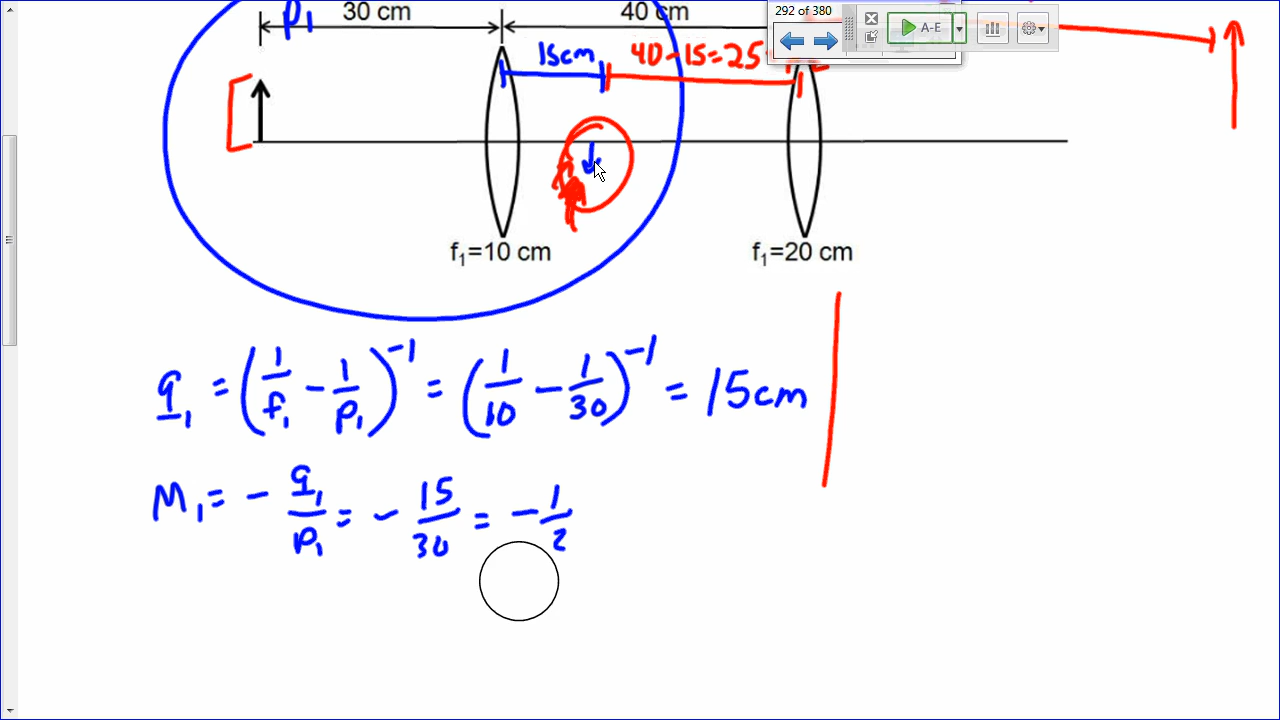 292 of 380
A-E
30 cm
40 cm
P1
15cm
40-15=25
f₁=10 cm
f₁=20 cm
q₁ = (1/f₁ - 1/p₁)⁻¹ = (1/10 - 1/30)⁻¹ = 15cm
M₁ = - q₁/p₁ = - 15/30 = - 1/2